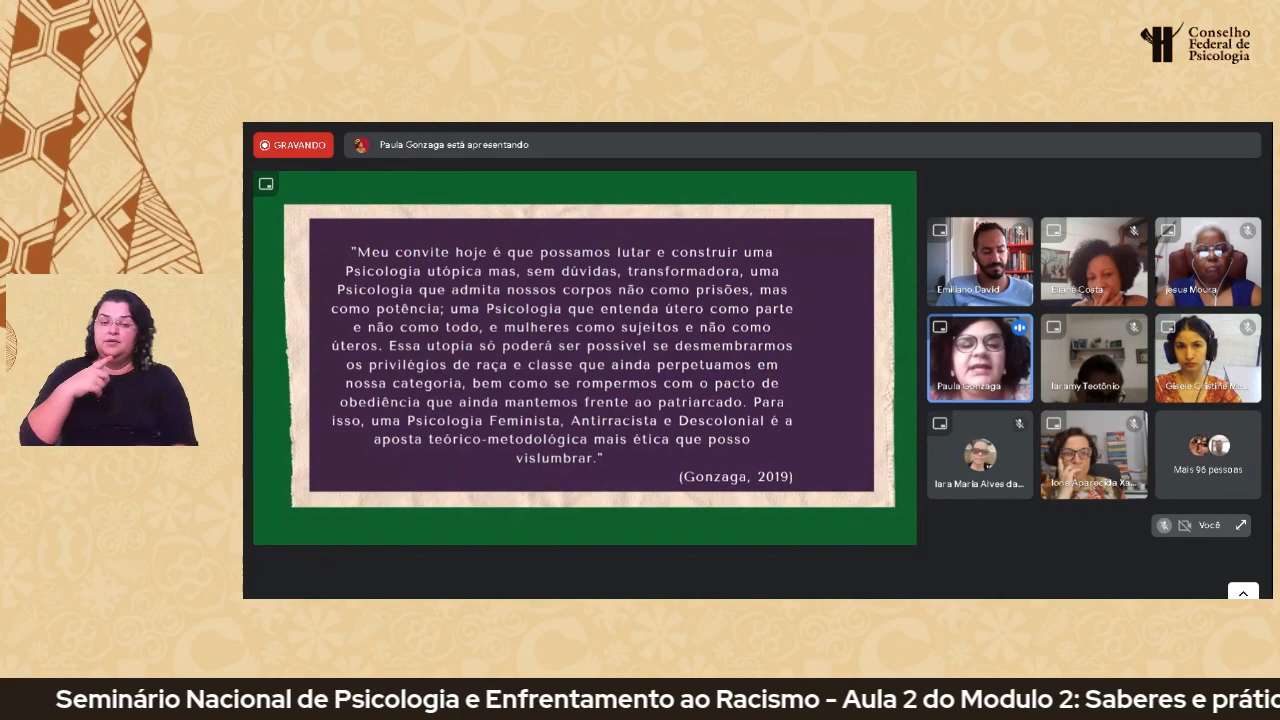 Conselho
Federal de
Psicologia
GRAVANDO
Paula Gonzaga está apresentando
"Meu convite hoje é que possamos lutar e construir uma
Psicologia utópica mas, sem dúvidas, transformadora, uma
Psicologia que admita nossos corpos não como prisões, mas
como potência; uma Psicologia que entenda útero como parte
e não como todo, e mulheres como sujeitos e não como
úteros. Essa utopia só poderá ser possível se desmembrarmos
os privilégios de raça e classe que ainda perpetuamos em
nossa categoria, bem como se rompermos com o pacto de
obediência que ainda mantemos frente ao patriarcado. Para
isso, uma Psicologia Feminista, Antirracista e Descolonial é a
aposta teórico-metodológica mais ética que posso
vislumbrar."
(Gonzaga, 2019)
Emiliano David
Eliane Costa
jesus Moura
Paula Gonzaga
Iaramy Teotônio
Gisele Cristine
Iara Maria Alves da...
Ione Aparecida Xa...
Mais 96 pessoas
Você
Seminário Nacional de Psicologia e Enfrentamento ao Racismo - Aula 2 do Modulo 2: Saberes e prátic